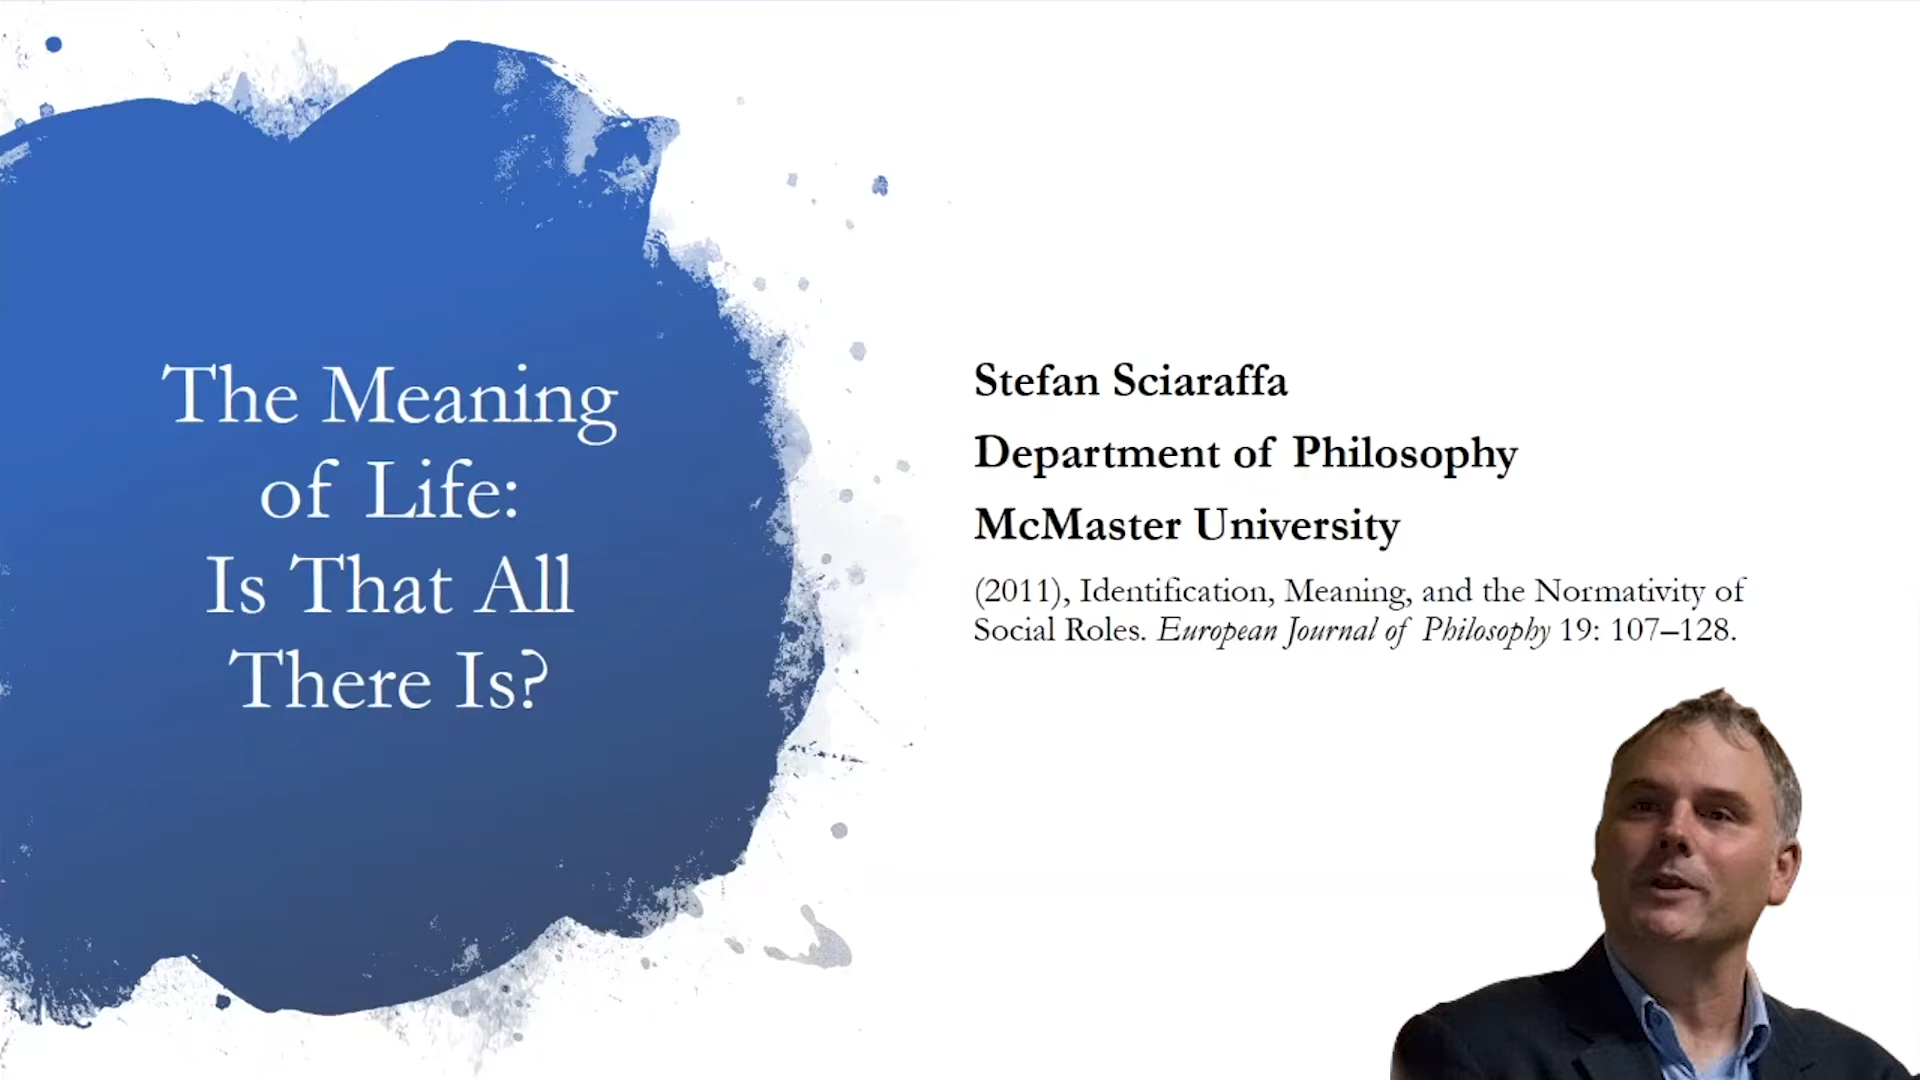 The Meaning
of Life:
Is That All
There Is?
Stefan Sciaraffa
Department of Philosophy
McMaster University
(2011), Identification, Meaning, and the Normativity of
Social Roles. European Journal of Philosophy 19: 107–128.